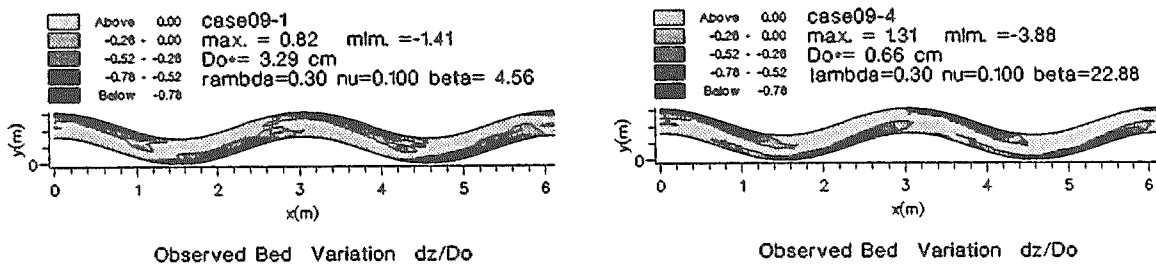 Above 0.00 case09-1
-0.26 - 0.00 max. = 0.82 mim. =-1.41
-0.52 - -0.26 Do*= 3.29 cm
-0.78 - -0.52 rambda=0.30 nu=0.100 beta= 4.56
Below -0.78
y(m)
0
0 1 2 3 4 5 6
x(m)
Observed Bed Variation dz/Do
Above 0.00 case09-4
-0.26 - 0.00 max. = 1.31 mim. =-3.88
-0.52 - -0.26 Do*= 0.66 cm
-0.78 - -0.52 lambda=0.30 nu=0.100 beta=22.88
Below -0.78
y(m)
0
0 1 2 3 4 5 6
x(m)
Observed Bed Variation dz/Do